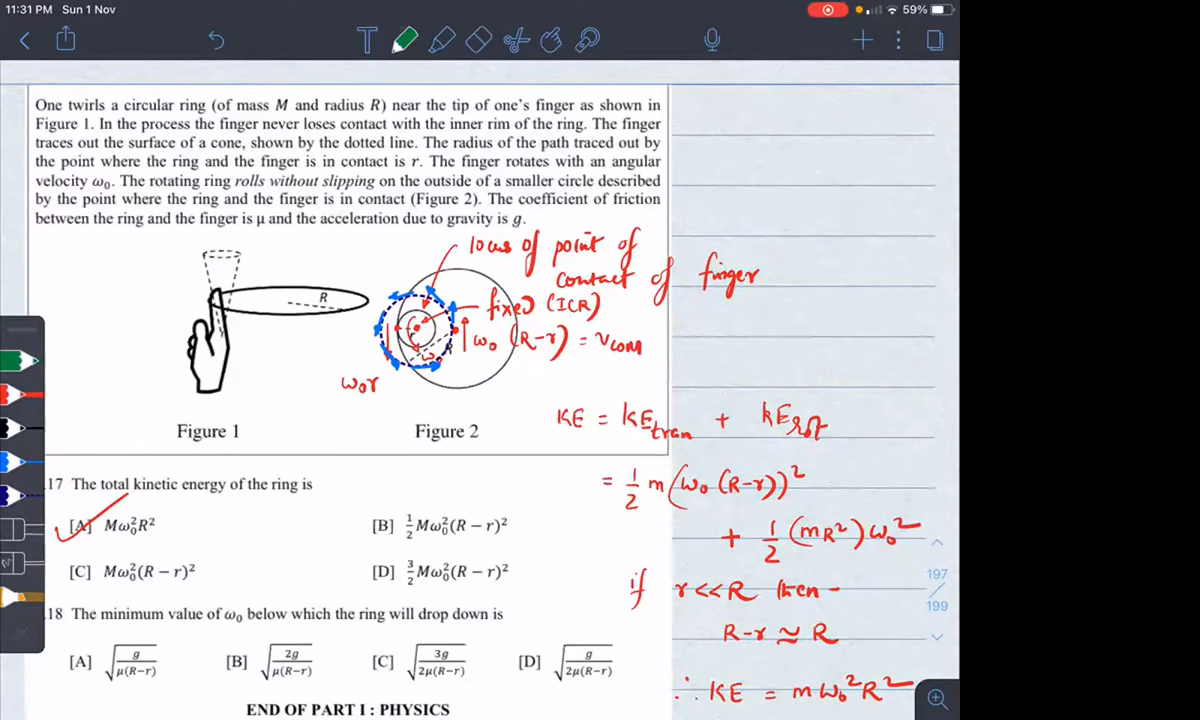 11:31 PM Sun 1 Nov
59%
T
One twirls a circular ring (of mass M and radius R) near the tip of one's finger as shown in
Figure 1. In the process the finger never loses contact with the inner rim of the ring. The finger
traces out the surface of a cone, shown by the dotted line. The radius of the path traced out by
the point where the ring and the finger is in contact is r. The finger rotates with an angular
velocity ω₀. The rotating ring rolls without slipping on the outside of a smaller circle described
by the point where the ring and the finger is in contact (Figure 2). The coefficient of friction
between the ring and the finger is μ and the acceleration due to gravity is g.
locus of point of
contact of finger
fixed (ICR)
ω₀ (R-r) = vcom
R
r
R
ω₀
ω₀r
Figure 1
Figure 2
KE = KEtran + KErot
= 1/2 m (ω₀ (R-r))²
+ 1/2 (mR²) ω₀²
if r << R then -
R-r ≈ R
∴ KE = mω₀²R²
.17 The total kinetic energy of the ring is
[A] Mω₀²R²
[B] 1/2 Mω₀²(R − r)²
[C] Mω₀²(R − r)²
[D] 3/2 Mω₀²(R − r)²
.18 The minimum value of ω₀ below which the ring will drop down is
[A] √(g/μ(R−r))
[B] √(2g/μ(R−r))
[C] √(3g/2μ(R−r))
[D] √(g/2μ(R−r))
END OF PART 1 : PHYSICS
197
/
199